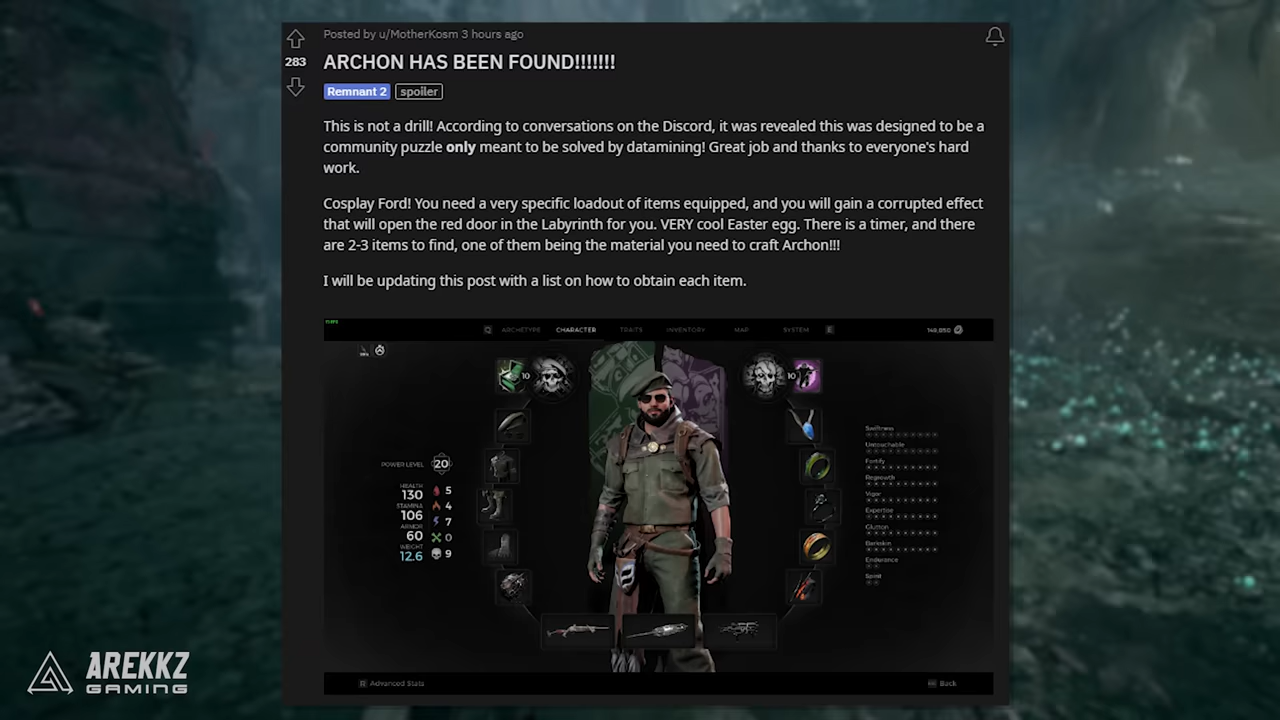 Posted by u/MotherKosm 3 hours ago
283
ARCHON HAS BEEN FOUND!!!!!!!
Remnant 2 spoiler
This is not a drill! According to conversations on the Discord, it was revealed this was designed to be a
community puzzle only meant to be solved by datamining! Great job and thanks to everyone's hard
work.
Cosplay Ford! You need a very specific loadout of items equipped, and you will gain a corrupted effect
that will open the red door in the Labyrinth for you. VERY cool Easter egg. There is a timer, and there
are 2-3 items to find, one of them being the material you need to craft Archon!!!
I will be updating this post with a list on how to obtain each item.
Q ARCHETYPE CHARACTER TRAITS INVENTORY MAP SYSTEM E
149,850
10
10
POWER LEVEL 20
HEALTH
130 5
STAMINA 4
106
ARMOR 7
60 0
WEIGHT
12.6 9
Swiftness
Untouchable
Fortify
Regrowth
Vigor
Expertise
Glutton
Barkskin
Endurance
Spirit
Advanced Stats
Back
AREKKZ
GAMING